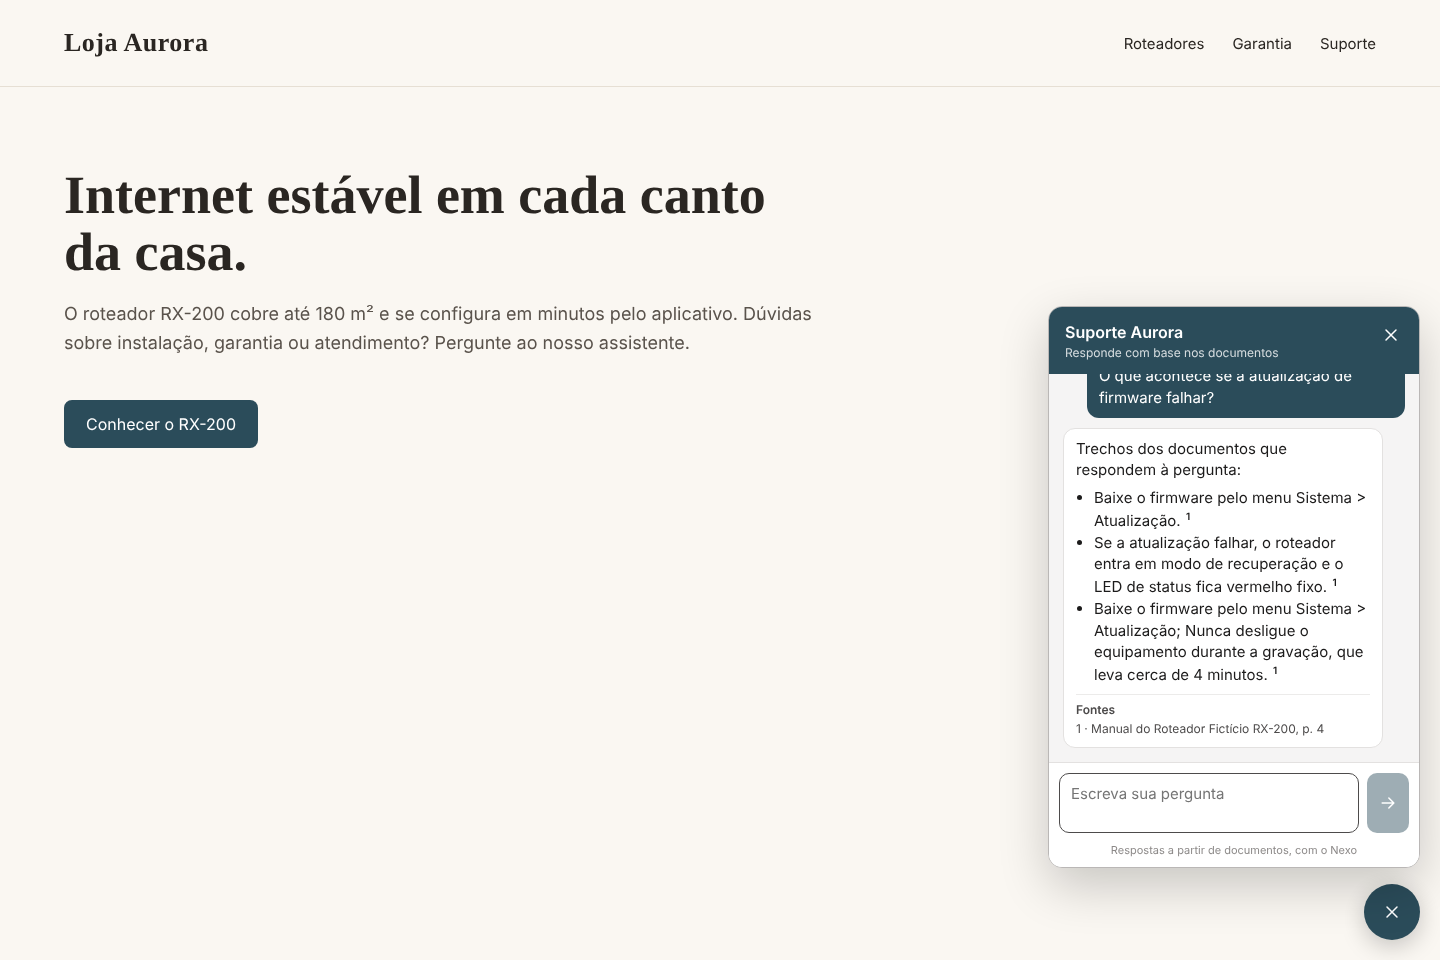 Loja Aurora
Roteadores Garantia Suporte
Internet estável em cada canto
da casa.
O roteador RX-200 cobre até 180 m² e se configura em minutos pelo aplicativo. Dúvidas
sobre instalação, garantia ou atendimento? Pergunte ao nosso assistente.
Conhecer o RX-200
Suporte Aurora
Responde com base nos documentos
O que acontece se a atualização de
firmware falhar?
Trechos dos documentos que
respondem à pergunta:
• Baixe o firmware pelo menu Sistema >
Atualização. ¹
• Se a atualização falhar, o roteador
entra em modo de recuperação e o
LED de status fica vermelho fixo. ¹
• Baixe o firmware pelo menu Sistema >
Atualização; Nunca desligue o
equipamento durante a gravação, que
leva cerca de 4 minutos. ¹
Fontes
1 · Manual do Roteador Fictício RX-200, p. 4
Escreva sua pergunta
Respostas a partir de documentos, com o Nexo